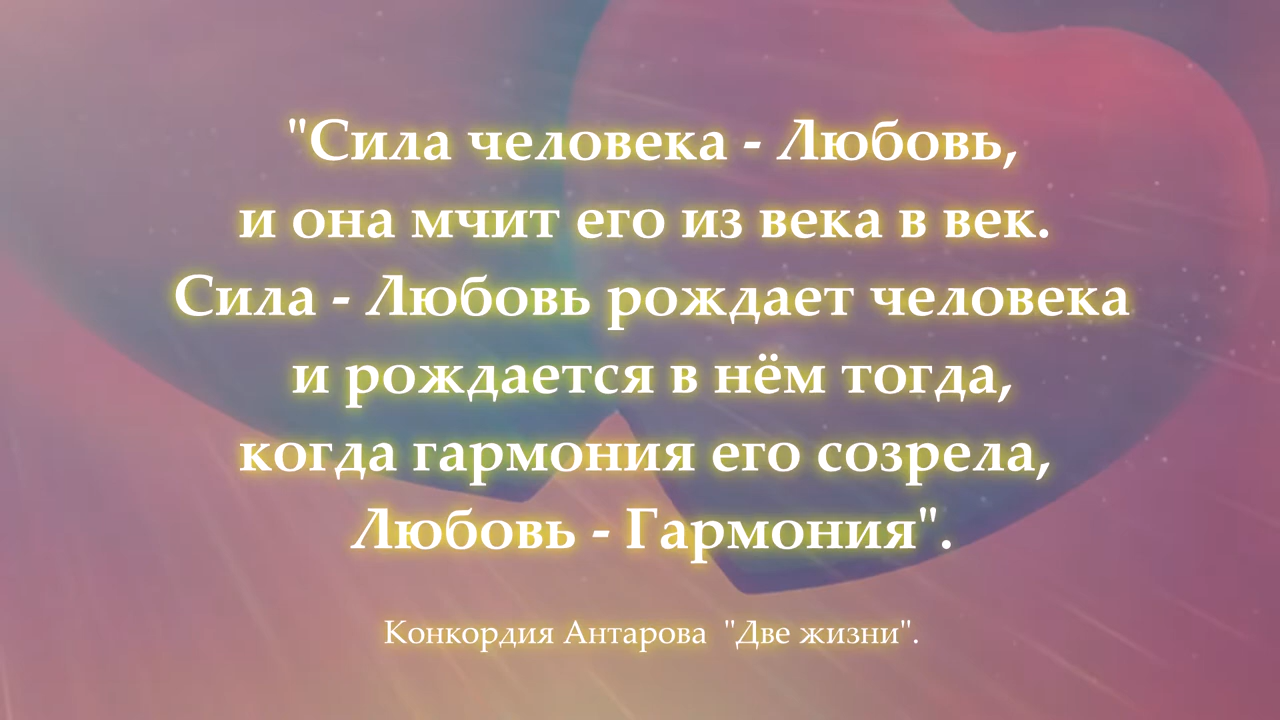 "Сила человека - Любовь,
и она мчит его из века в век.
Сила - Любовь рождает человека
и рождается в нём тогда,
когда гармония его созрела,
Любовь - Гармония".
Конкордия Антарова "Две жизни".